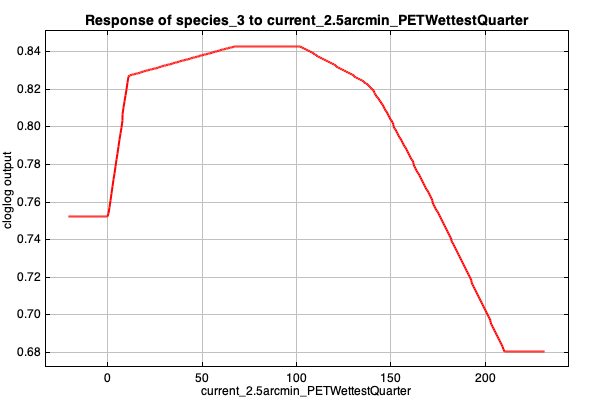 Response of species_3 to current_2.5arcmin_PETWettestQuarter
cloglog output
0.84
0.82
0.80
0.78
0.76
0.74
0.72
0.70
0.68
0 50 100 150 200
current_2.5arcmin_PETWettestQuarter